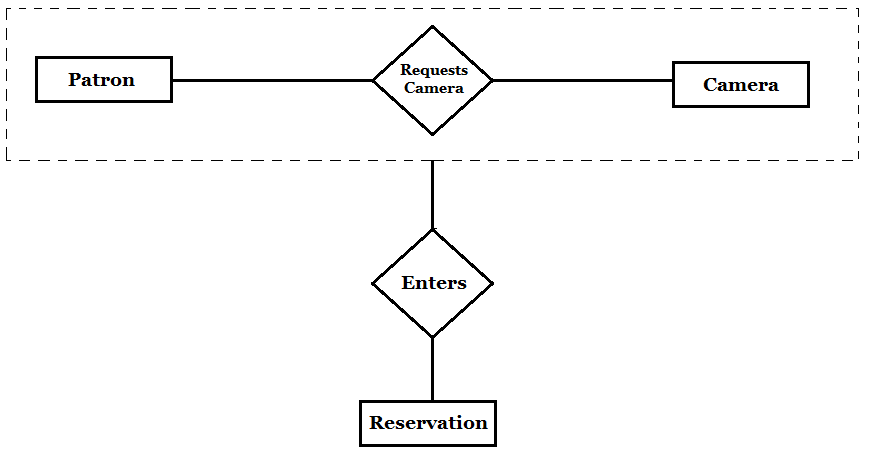 Patron
Requests
Camera
Camera
Enters
Reservation